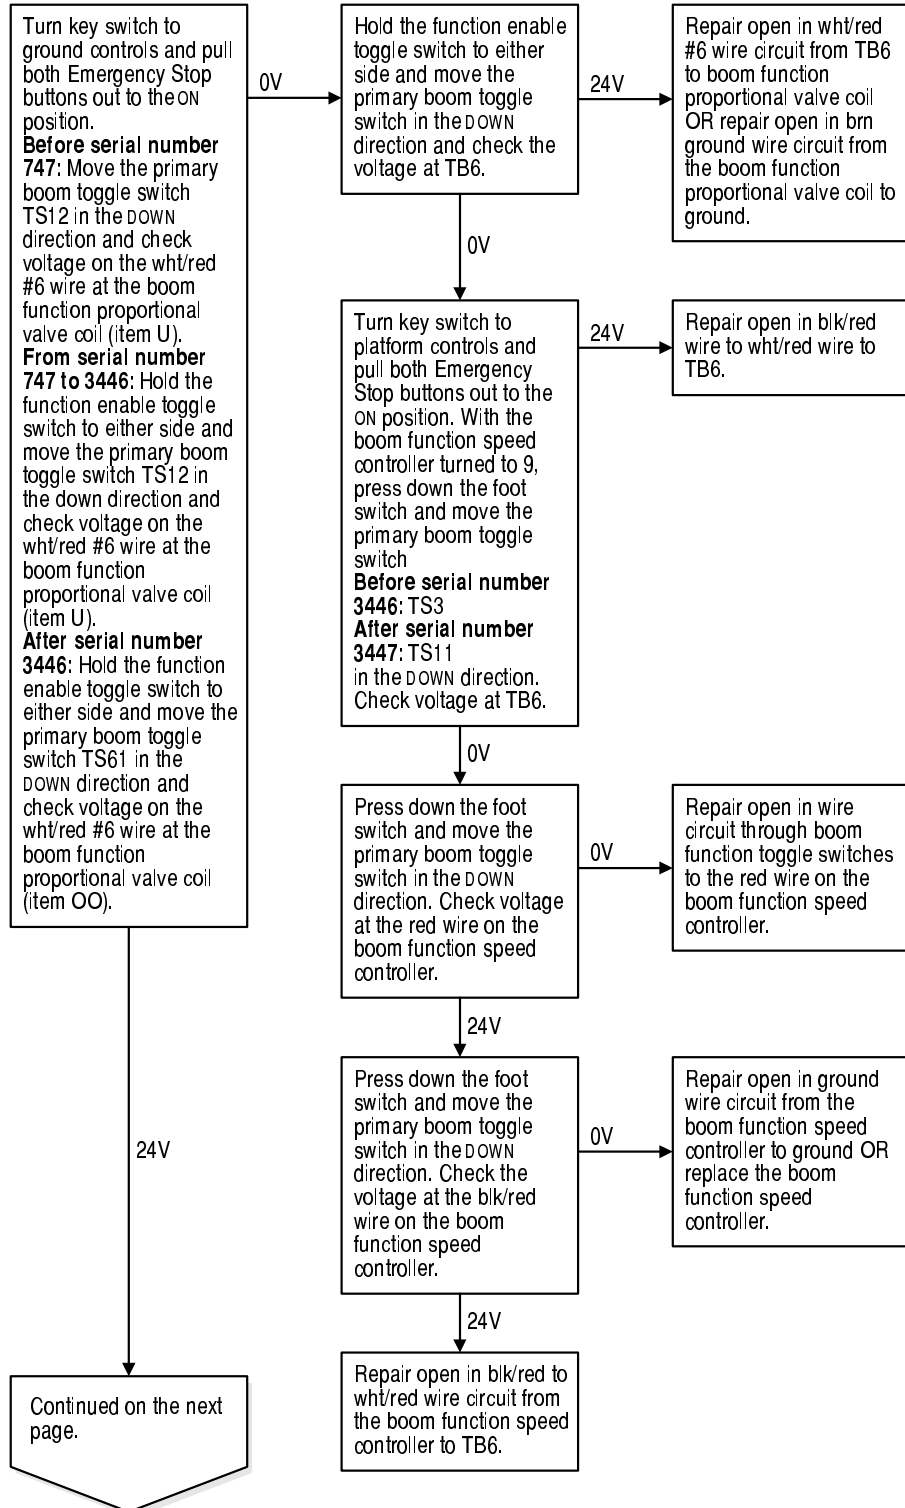 Turn key switch to
ground controls and pull
both Emergency Stop
buttons out to the ON
position.
Before serial number
747: Move the primary
boom toggle switch
TS12 in the DOWN
direction and check
voltage on the wht/red
#6 wire at the boom
function proportional
valve coil (item U).
From serial number
747 to 3446: Hold the
function enable toggle
switch to either side and
move the primary boom
toggle switch TS12 in
the down direction and
check voltage on the
wht/red #6 wire at the
boom function
proportional valve coil
(item U).
After serial number
3446: Hold the function
enable toggle switch to
either side and move the
primary boom toggle
switch TS61 in the
DOWN direction and
check voltage on the
wht/red #6 wire at the
boom function
proportional valve coil
(item OO).
0V
Hold the function enable
toggle switch to either
side and move the
primary boom toggle
switch in the DOWN
direction and check the
voltage at TB6.
24V
Repair open in wht/red
#6 wire circuit from TB6
to boom function
proportional valve coil
OR repair open in brn
ground wire circuit from
the boom function
proportional valve coil to
ground.
0V
Turn key switch to
platform controls and
pull both Emergency
Stop buttons out to the
ON position. With the
boom function speed
controller turned to 9,
press down the foot
switch and move the
primary boom toggle
switch
Before serial number
3446: TS3
After serial number
3447: TS11
in the DOWN direction.
Check voltage at TB6.
24V
Repair open in blk/red
wire to wht/red wire to
TB6.
0V
Press down the foot
switch and move the
primary boom toggle
switch in the DOWN
direction. Check voltage
at the red wire on the
boom function speed
controller.
0V
Repair open in wire
circuit through boom
function toggle switches
to the red wire on the
boom function speed
controller.
24V
Press down the foot
switch and move the
primary boom toggle
switch in the DOWN
direction. Check the
voltage at the blk/red
wire on the boom
function speed
controller.
0V
Repair open in ground
wire circuit from the
boom function speed
controller to ground OR
replace the boom
function speed
controller.
24V
Repair open in blk/red to
wht/red wire circuit from
the boom function speed
controller to TB6.
24V
Continued on the next
page.